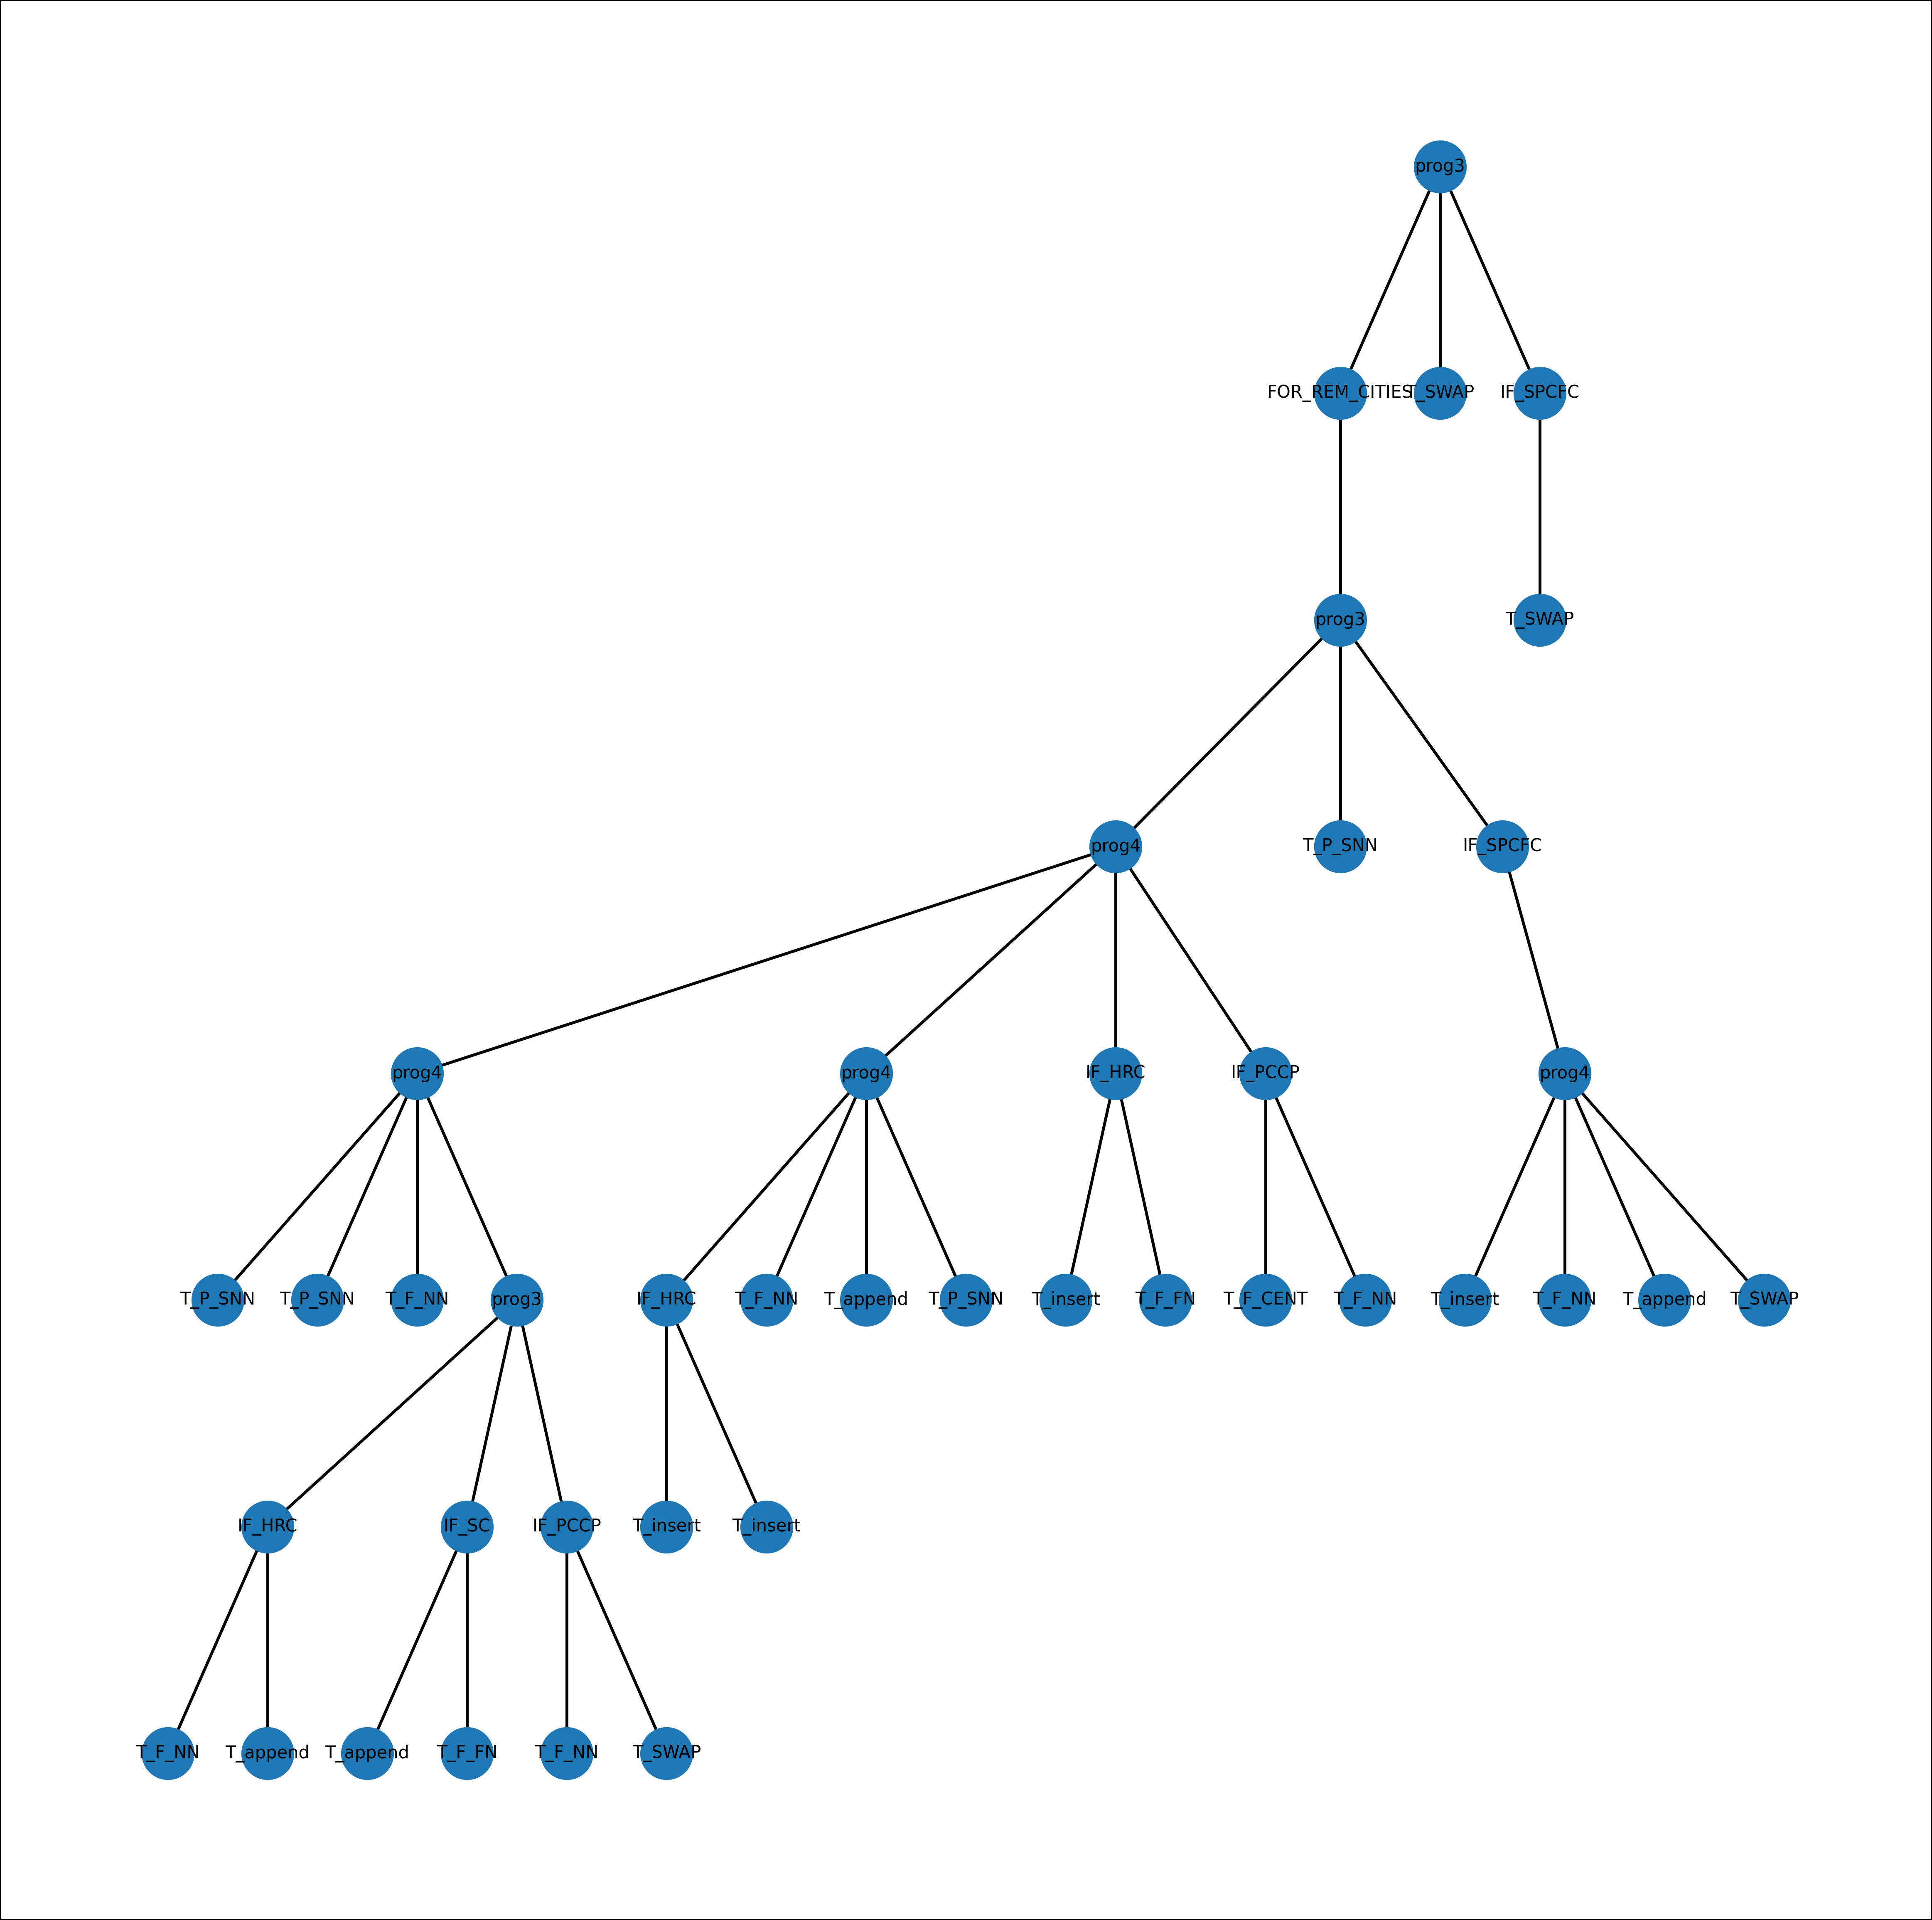 prog3
FOR_REM_CITIES T_SWAP IF_SPCFC
prog3 T_SWAP
prog4 T_P_SNN IF_SPCFC
prog4 prog4 IF_HRC IF_PCCP prog4
T_P_SNN T_P_SNN T_F_NN prog3 IF_HRC T_F_NN T_append T_P_SNN T_insert T_F_FN T_F_CENT T_F_NN T_insert T_F_NN T_append T_SWAP
IF_HRC IF_SC IF_PCCP T_insert T_insert
T_F_NN T_append T_append T_F_FN T_F_NN T_SWAP